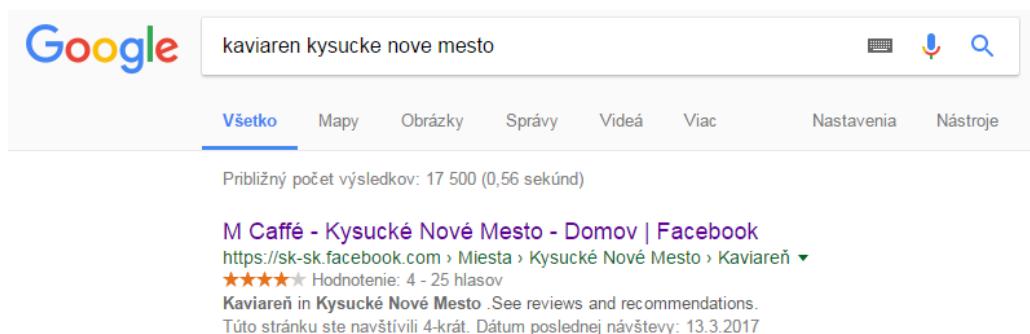 Google kaviaren kysucke nove mesto
Všetko Mapy Obrázky Správy Videá Viac Nastavenia Nástroje
Približný počet výsledkov: 17 500 (0,56 sekúnd)
M Caffé - Kysucké Nové Mesto - Domov | Facebook
https://sk-sk.facebook.com › Miesta › Kysucké Nové Mesto › Kaviareň
Hodnotenie: 4 - 25 hlasov
Kaviareň in Kysucké Nové Mesto .See reviews and recommendations.
Túto stránku ste navštívili 4-krát. Dátum poslednej návštevy: 13.3.2017